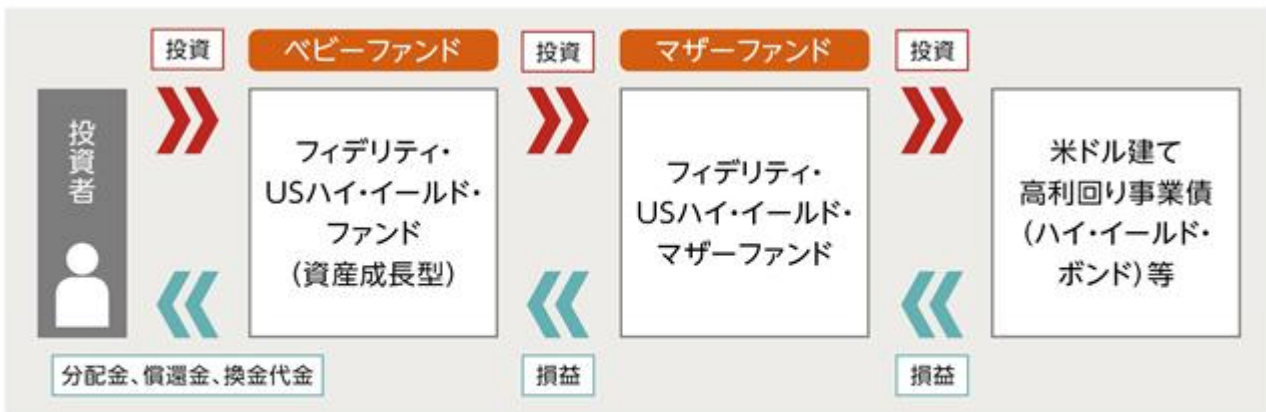 投資
ベビーファンド
投資
マザーファンド
投資
投資者
フィデリティ・
USハイ・イールド・
ファンド
(資産成長型)
フィデリティ・
USハイ・イールド・
マザーファンド
米ドル建て
高利回り事業債
(ハイ・イールド・
ボンド)等
分配金、償還金、換金代金
損益
損益